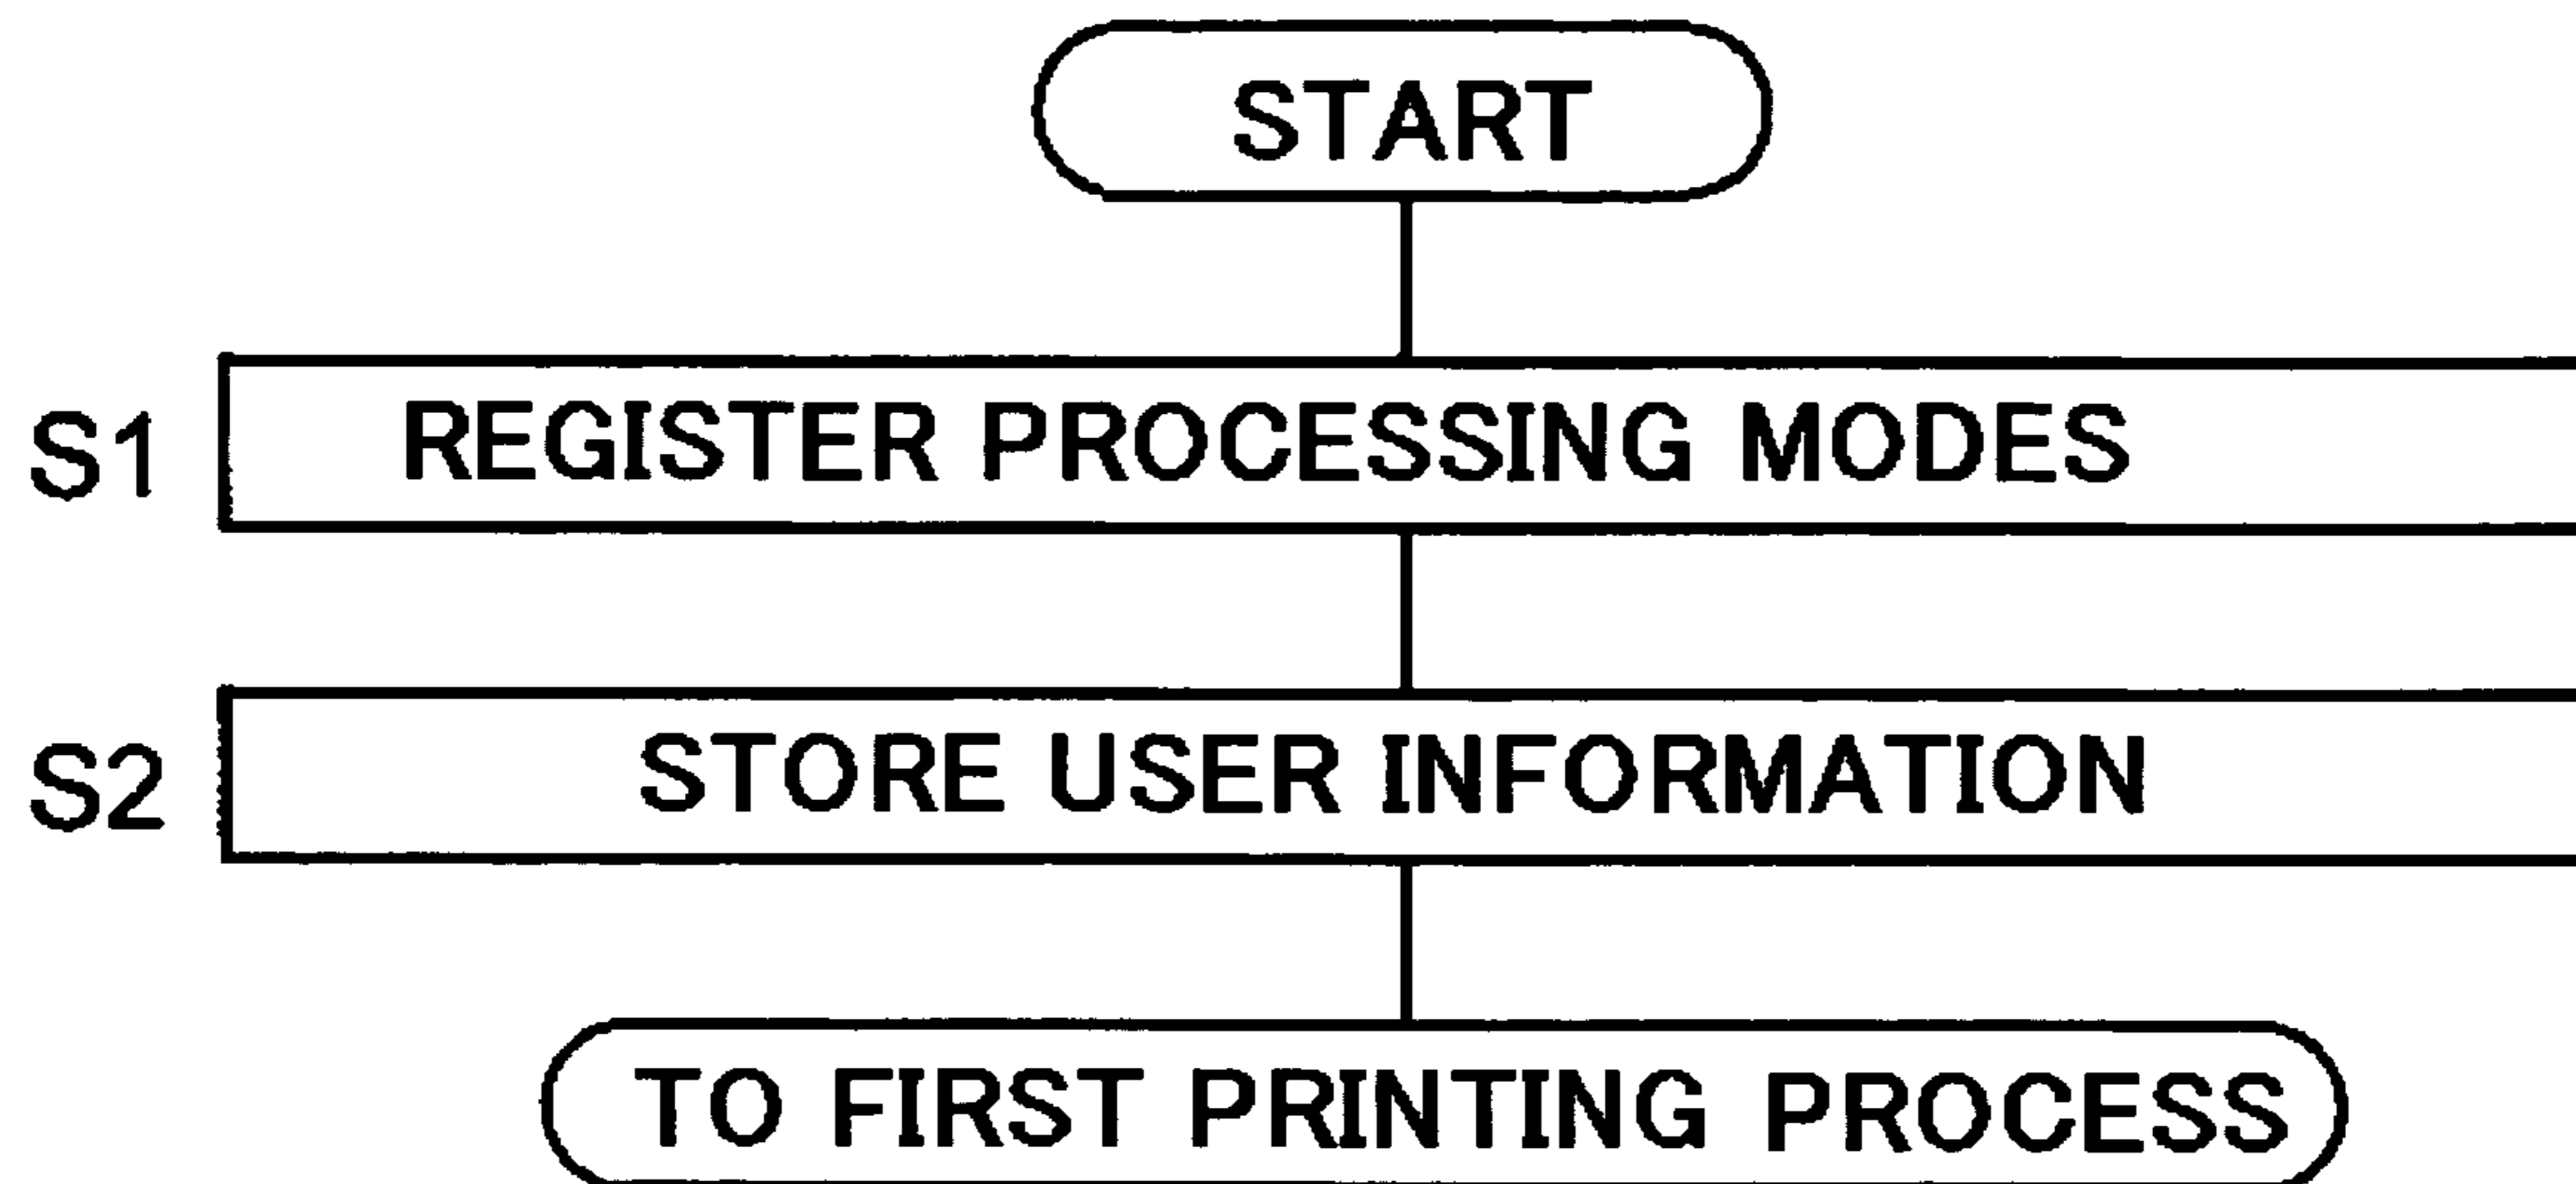 START
S1 REGISTER PROCESSING MODES
S2 STORE USER INFORMATION
TO FIRST PRINTING PROCESS